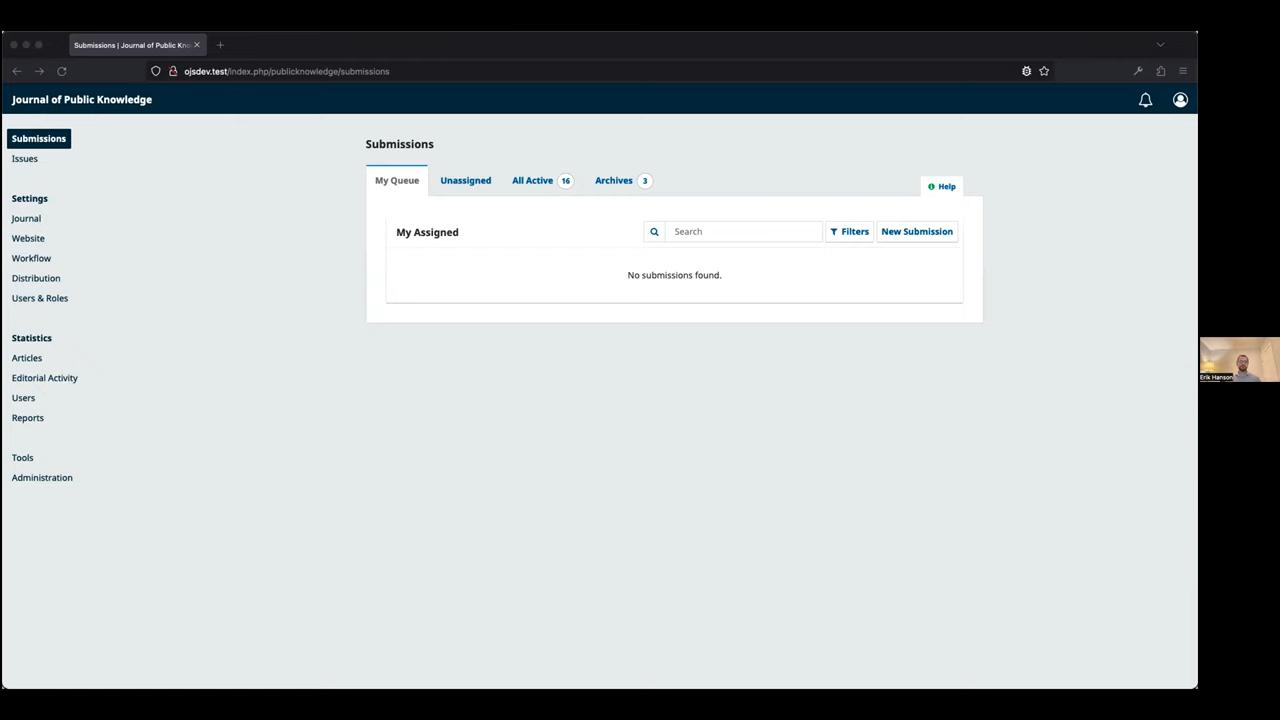 Submissions | Journal of Public Kno
ojsdev.test/index.php/publicknowledge/submissions
Journal of Public Knowledge
Submissions
Issues
Settings
Journal
Website
Workflow
Distribution
Users & Roles
Statistics
Articles
Editorial Activity
Users
Reports
Tools
Administration
Submissions
My Queue Unassigned All Active 16 Archives 3
Help
My Assigned Search Filters New Submission
No submissions found.
Erik Hanson